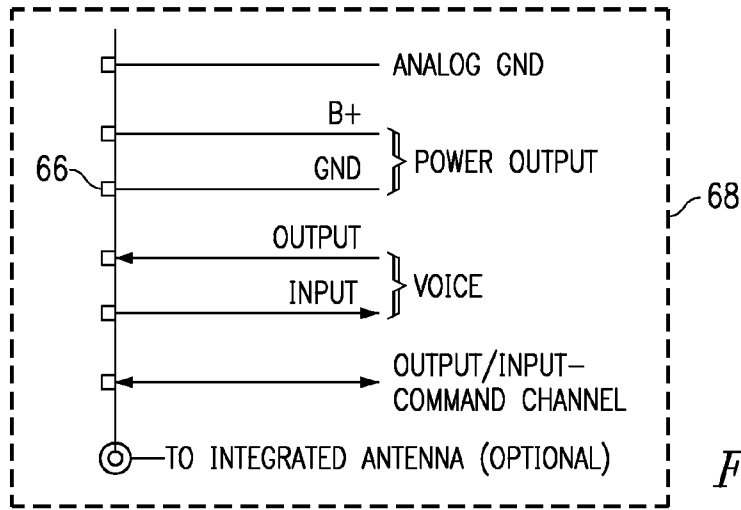 ANALOG GND
B+
GND
POWER OUTPUT
66
68
OUTPUT
INPUT
VOICE
OUTPUT/INPUT-
COMMAND CHANNEL
TO INTEGRATED ANTENNA (OPTIONAL)
F